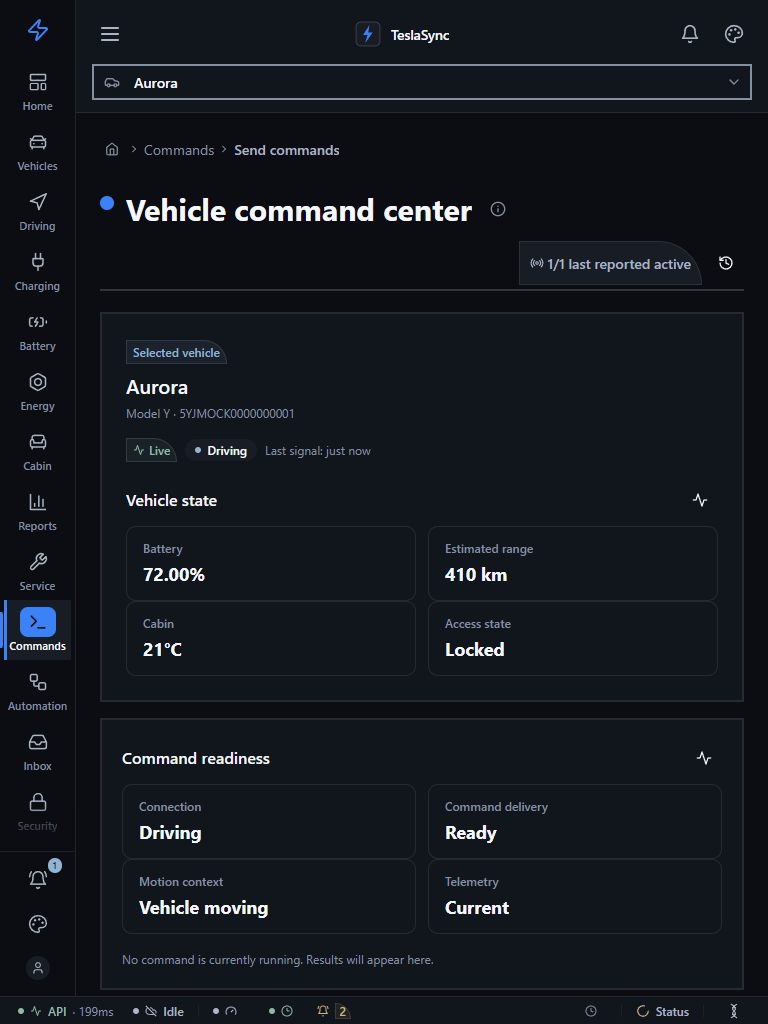 TeslaSync
Aurora
Home
Vehicles
Driving
Charging
Battery
Energy
Cabin
Reports
Service
Commands
Automation
Inbox
Security
1
Commands
Send commands
Vehicle command center
1/1 last reported active
Selected vehicle
Aurora
Model Y · 5YJMOCK0000000001
Live
Driving
Last signal: just now
Vehicle state
Battery
72.00%
Estimated range
410 km
Cabin
21°C
Access state
Locked
Command readiness
Connection
Driving
Command delivery
Ready
Motion context
Vehicle moving
Telemetry
Current
No command is currently running. Results will appear here.
API · 199ms
Idle
2
Status